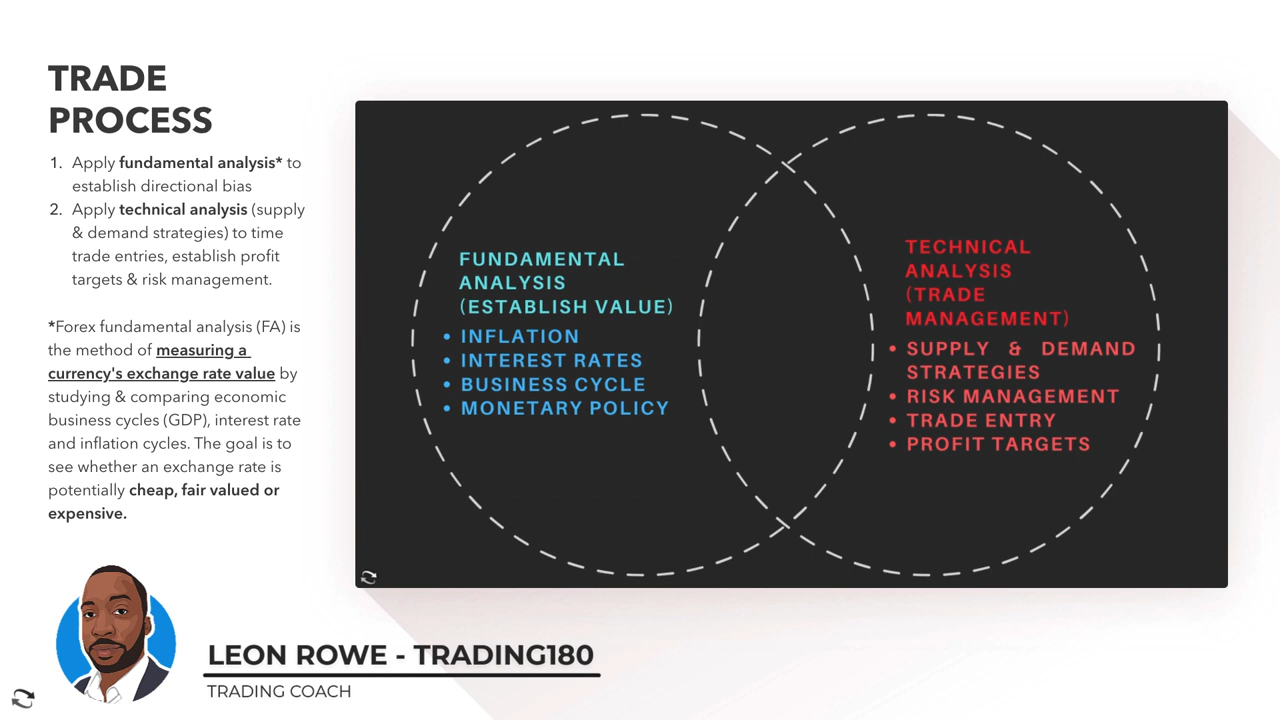 TRADE
PROCESS
1. Apply fundamental analysis* to
establish directional bias
2. Apply technical analysis (supply
& demand strategies) to time
trade entries, establish profit
targets & risk management.
*Forex fundamental analysis (FA) is
the method of measuring a
currency's exchange rate value by
studying & comparing economic
business cycles (GDP), interest rate
and inflation cycles. The goal is to
see whether an exchange rate is
potentially cheap, fair valued or
expensive.
FUNDAMENTAL
ANALYSIS
(ESTABLISH VALUE)
• INFLATION
• INTEREST RATES
• BUSINESS CYCLE
• MONETARY POLICY
TECHNICAL
ANALYSIS
(TRADE
MANAGEMENT)
• SUPPLY & DEMAND
STRATEGIES
• RISK MANAGEMENT
• TRADE ENTRY
• PROFIT TARGETS
LEON ROWE - TRADING180
TRADING COACH